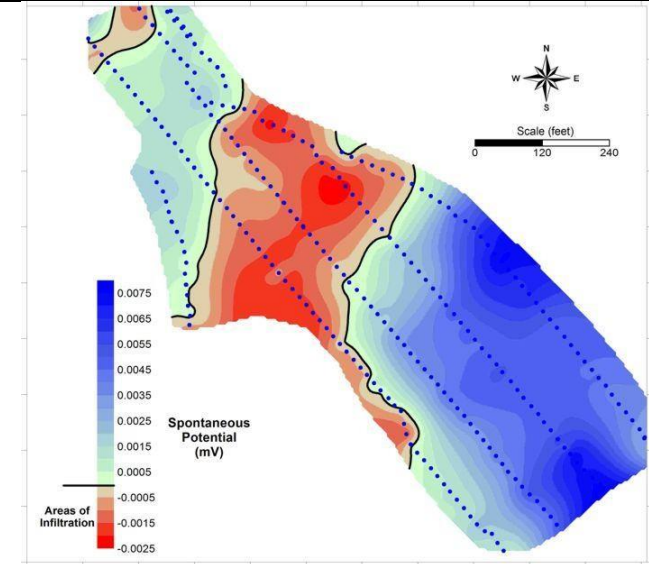 N
W E
S
Scale (feet)
0 120 240
0.0075
0.0065
0.0055
0.0045
0.0035
0.0025
0.0015
0.0005
-0.0005
-0.0015
-0.0025
Spontaneous
Potential
(mV)
Areas of
Infiltration